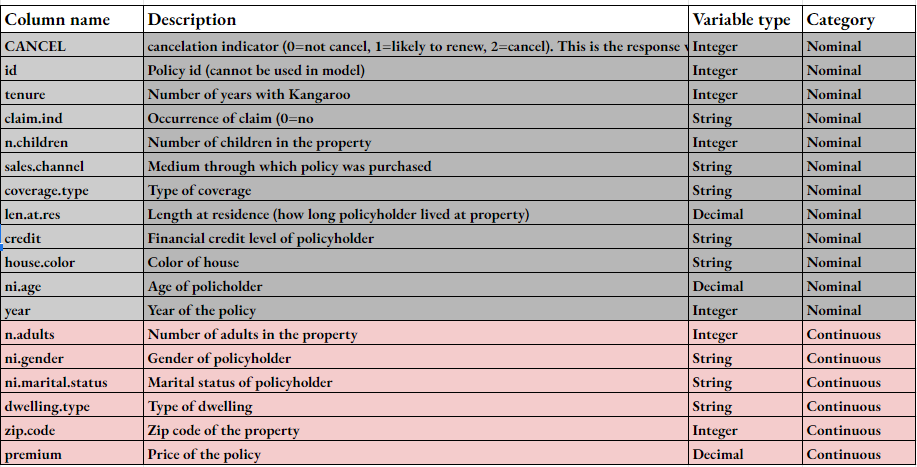 Column name Description Variable type Category
CANCEL cancelation indicator (0=not cancel, 1=likely to renew, 2=cancel). This is the response Integer Nominal
id Policy id (cannot be used in model) Integer Nominal
tenure Number of years with Kangaroo Integer Nominal
claim.ind Occurrence of claim (0=no String Nominal
n.children Number of children in the property Integer Nominal
sales.channel Medium through which policy was purchased String Nominal
coverage.type Type of coverage String Nominal
len.at.res Length at residence (how long policyholder lived at property) Decimal Nominal
credit Financial credit level of policyholder String Nominal
house.color Color of house String Nominal
ni.age Age of policholder Decimal Nominal
year Year of the policy Integer Nominal
n.adults Number of adults in the property Integer Continuous
ni.gender Gender of policyholder String Continuous
ni.marital.status Marital status of policyholder String Continuous
dwelling.type Type of dwelling String Continuous
zip.code Zip code of the property Integer Continuous
premium Price of the policy Decimal Continuous